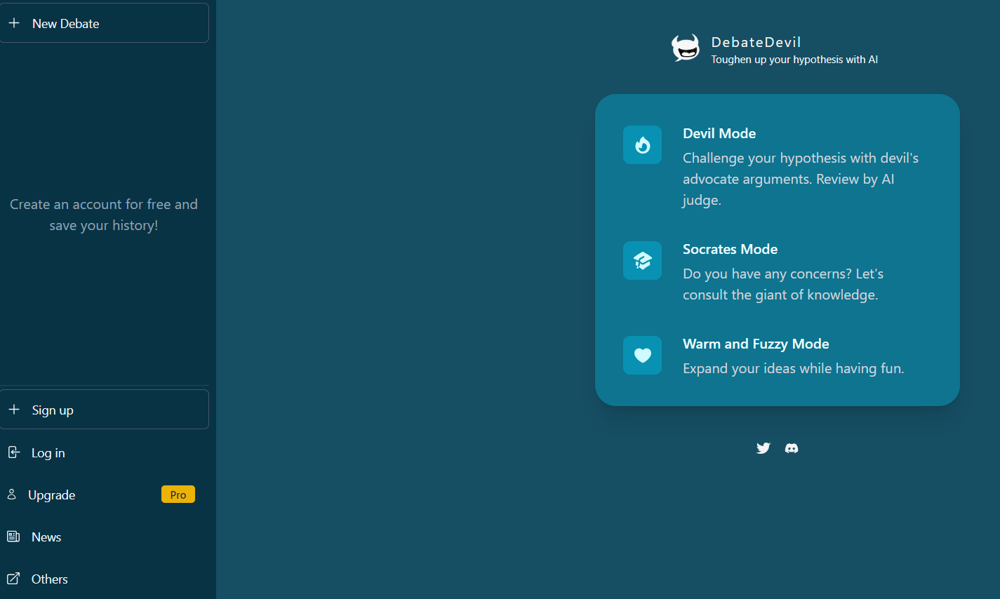 New Debate
Create an account for free and
save your history!
Sign up
Log in
Upgrade
Pro
News
Others
DebateDevil
Toughen up your hypothesis with AI
Devil Mode
Challenge your hypothesis with devil's
advocate arguments. Review by AI
judge.
Socrates Mode
Do you have any concerns? Let's
consult the giant of knowledge.
Warm and Fuzzy Mode
Expand your ideas while having fun.